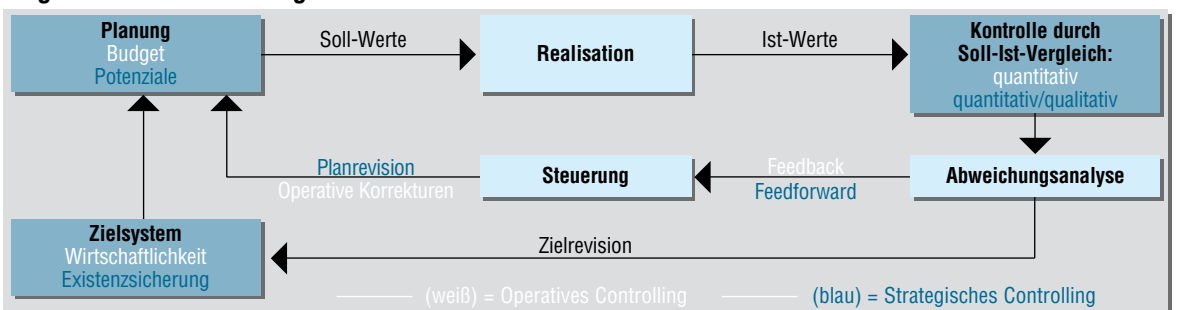 Planung
Budget
Potenziale
Soll-Werte
Realisation
Ist-Werte
Kontrolle durch
Soll-Ist-Vergleich:
quantitativ
quantitativ/qualitativ
Planrevision
Operative Korrekturen
Steuerung
Feedback
Feedforward
Abweichungsanalyse
Zielsystem
Wirtschaftlichkeit
Existenzsicherung
Zielrevision
(weiß) = Operatives Controlling
(blau) = Strategisches Controlling